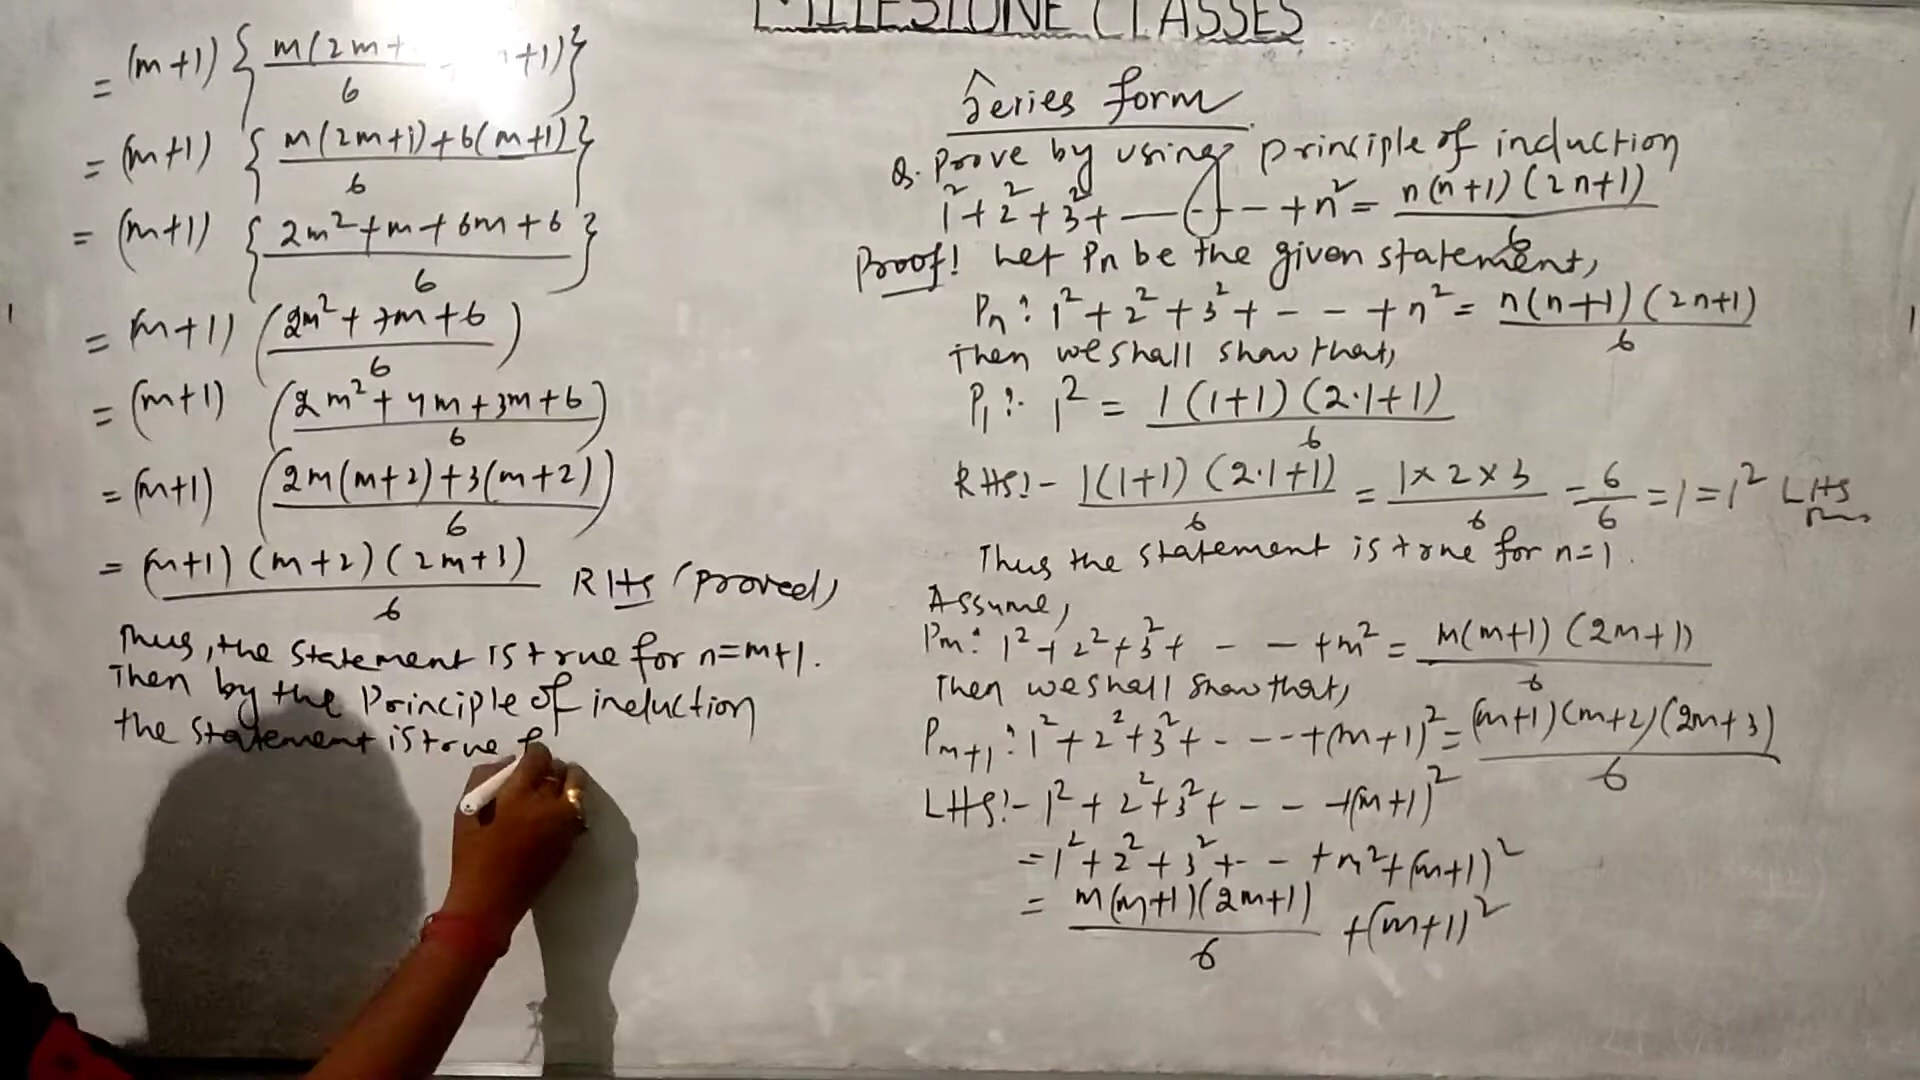 MILESTONE CLASSES
Series form
Q. Prove by using principle of induction
1² + 2² + 3² + — - - - + n² = n(n+1)(2n+1)/6
Proof! Let Pn be the given statement,
Pn: 1² + 2² + 3² + - - + n² = n(n+1)(2n+1)/6
Then we shall show that,
P₁: 1² = 1(1+1)(2·1+1)/6
RHS:- 1(1+1)(2·1+1)/6 = 1×2×3/6 = 6/6 = 1 = 1² LHS
Thus the statement is true for n=1.
Assume,
Pm: 1² + 2² + 3² + - - + m² = m(m+1)(2m+1)/6
Then we shall show that,
Pm+1: 1² + 2² + 3² + - - - + (m+1)² = (m+1)(m+2)(2m+3)/6
LHS:- 1² + 2² + 3² + - - + (m+1)²
= 1² + 2² + 3² + - - + m² + (m+1)²
= m(m+1)(2m+1)/6 + (m+1)²
= (m+1) { m(2m+ +1)}/6
= (m+1) { m(2m+1)+6(m+1)/6 }
= (m+1) { 2m²+m+6m+6/6 }
= (m+1) (2m²+7m+6/6)
= (m+1) (2m²+4m+3m+6/6)
= (m+1) (2m(m+2)+3(m+2)/6)
= (m+1)(m+2)(2m+3)/6 RHS (proved)
Thus, the statement is true for n=m+1.
Then by the Principle of induction
the statement is true f